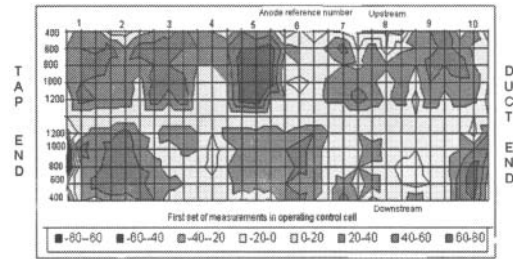 Anode reference number Upstream
1 2 3 4 5 6 7 8 9 10
400
600
800
1000
1200
1200
1000
800
600
400
TAP END
DUCT END
Downstream
First set of measurements in operating control cell
-80--60 -60--40 -40--20 -20-0 0-20 20-40 40-60 60-80